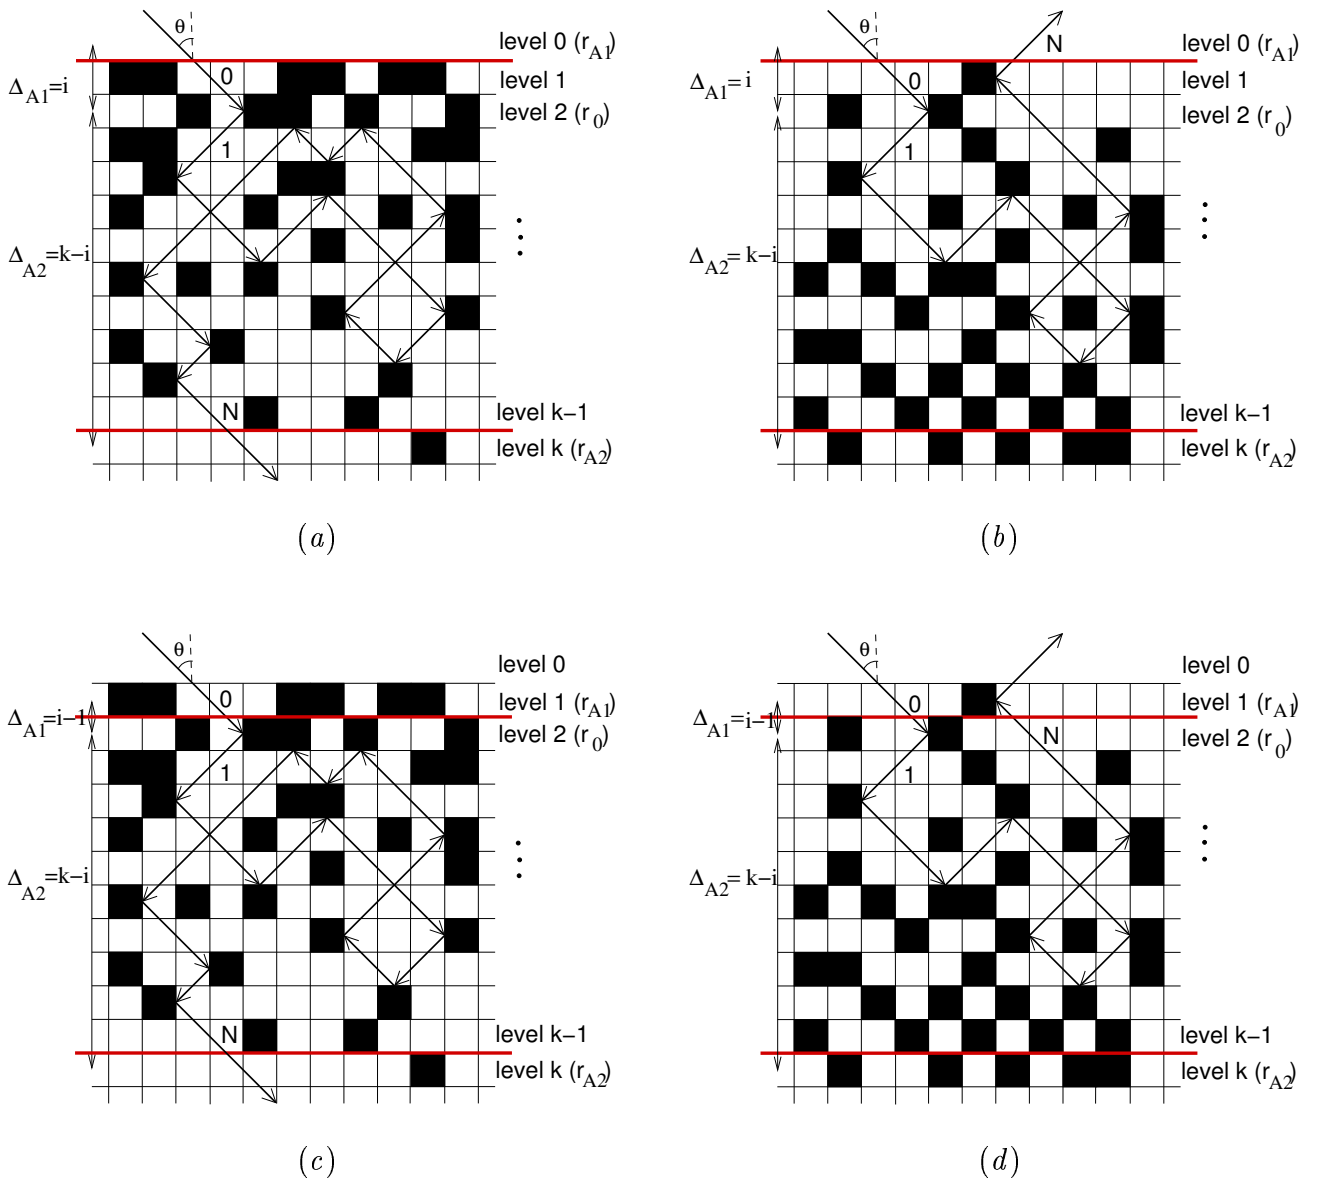 θ
level 0 (r_A1)
0
Δ_A1=i
level 1
level 2 (r_0)
1
Δ_A2=k−i
N
level k−1
level k (r_A2)
(a)
θ
N
level 0 (r_A1)
0
Δ_A1= i
level 1
level 2 (r_0)
1
Δ_A2= k−i
level k−1
level k (r_A2)
(b)
θ
level 0
0
level 1 (r_A1)
Δ_A1=i−1
level 2 (r_0)
1
Δ_A2=k−i
N
level k−1
level k (r_A2)
(c)
θ
level 0
0
level 1 (r_A1)
Δ_A1=i−1
N
level 2 (r_0)
1
Δ_A2= k−i
level k−1
level k (r_A2)
(d)